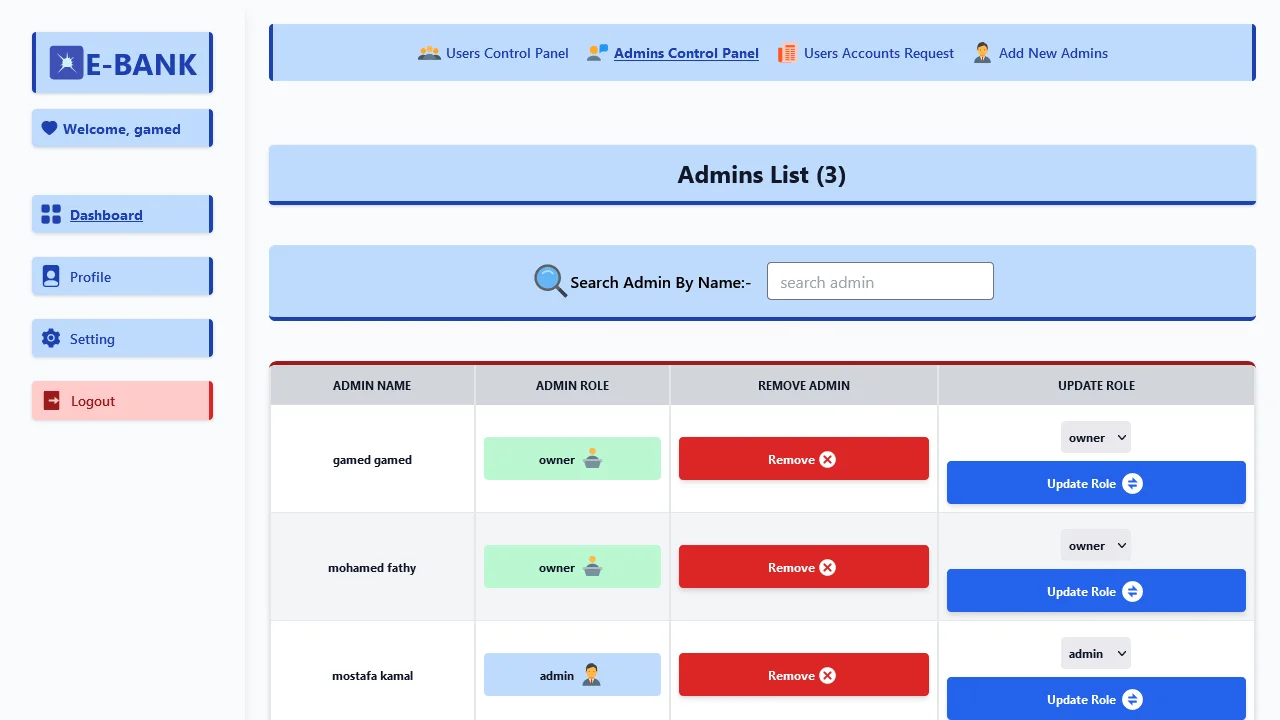 E-BANK
Welcome, gamed
Dashboard
Profile
Setting
Logout
Users Control Panel Admins Control Panel Users Accounts Request Add New Admins
Admins List (3)
Search Admin By Name:- search admin
ADMIN NAME ADMIN ROLE REMOVE ADMIN UPDATE ROLE
gamed gamed owner Remove owner
Update Role
mohamed fathy owner Remove owner
Update Role
mostafa kamal admin Remove admin
Update Role